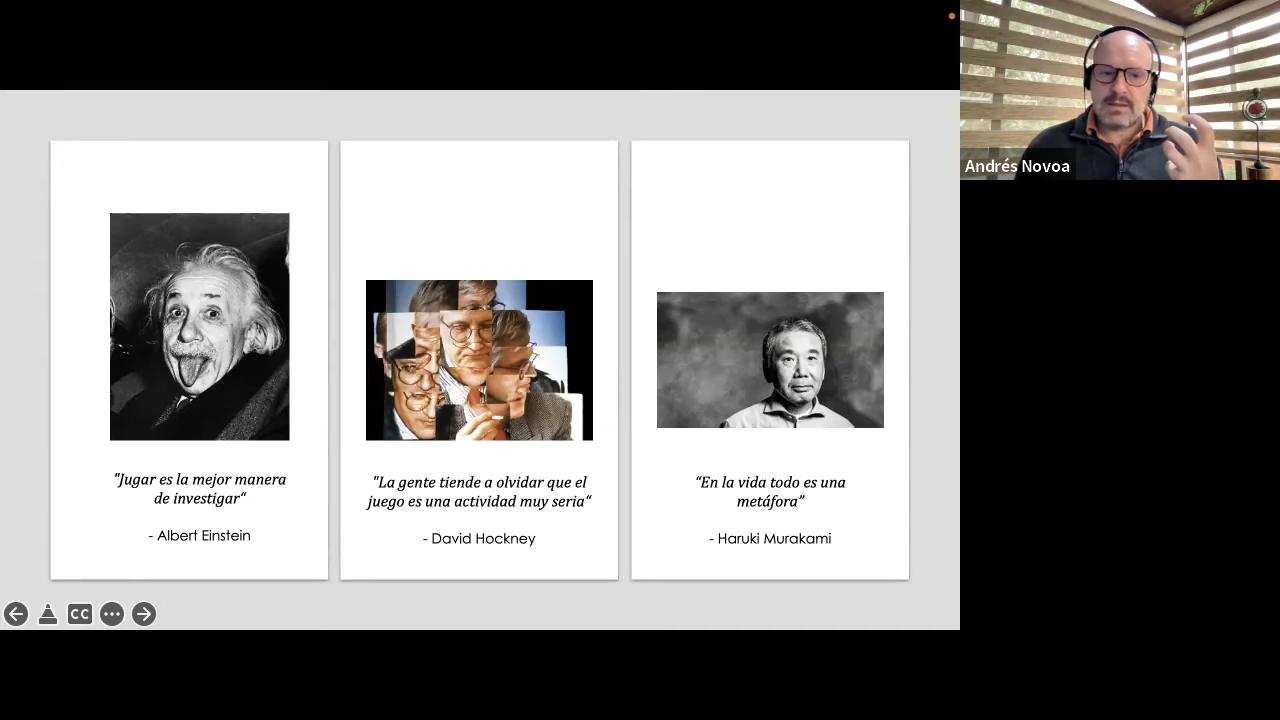 Andrés Novoa
"Jugar es la mejor manera
de investigar“
- Albert Einstein
"La gente tiende a olvidar que el
juego es una actividad muy seria“
- David Hockney
“En la vida todo es una
metáfora”
- Haruki Murakami
CC